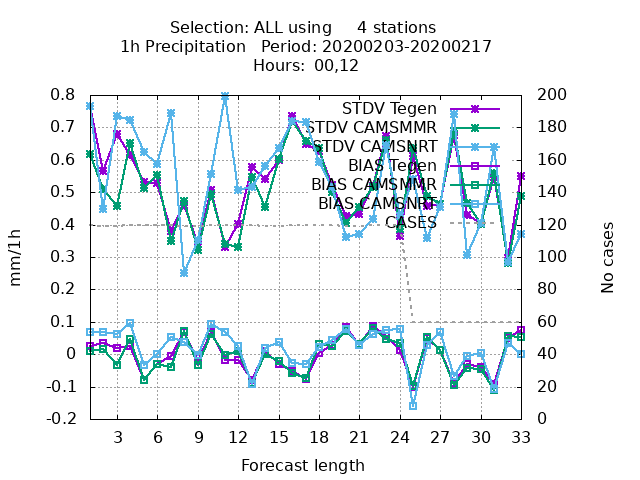 Selection: ALL using     4 stations
1h Precipitation   Period: 20200203-20200217
Hours:  00,12
STDV Tegen
STDV CAMSMMR
STDV CAMSNRT
BIAS Tegen
BIAS CAMSMMR
BIAS CAMSNRT
CASES
0.8
0.7
0.6
0.5
0.4
0.3
0.2
0.1
0
-0.1
-0.2
mm/1h
200
180
160
140
120
100
80
60
40
20
0
No cases
3 6 9 12 15 18 21 24 27 30 33
Forecast length